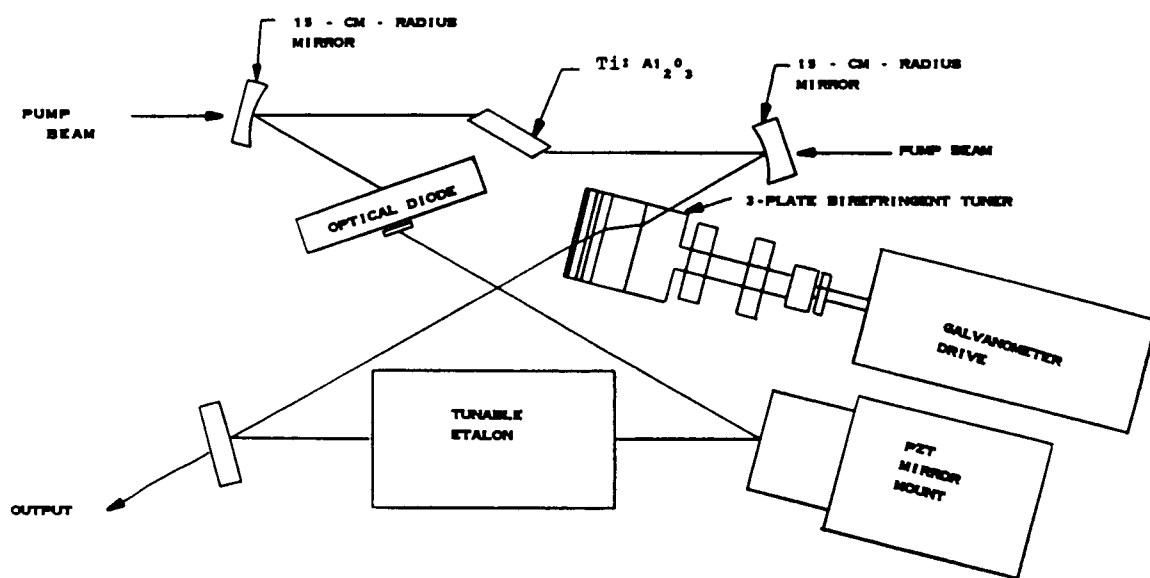 15 - CM - RADIUS
MIRROR
Ti: Al2O3
15 - CM - RADIUS
MIRROR
PUMP
BEAM
PUMP BEAM
OPTICAL DIODE
3-PLATE BIREFRINGENT TUNER
GALVANOMETER
DRIVE
TUNABLE
ETALON
PZT
MIRROR
MOUNT
OUTPUT